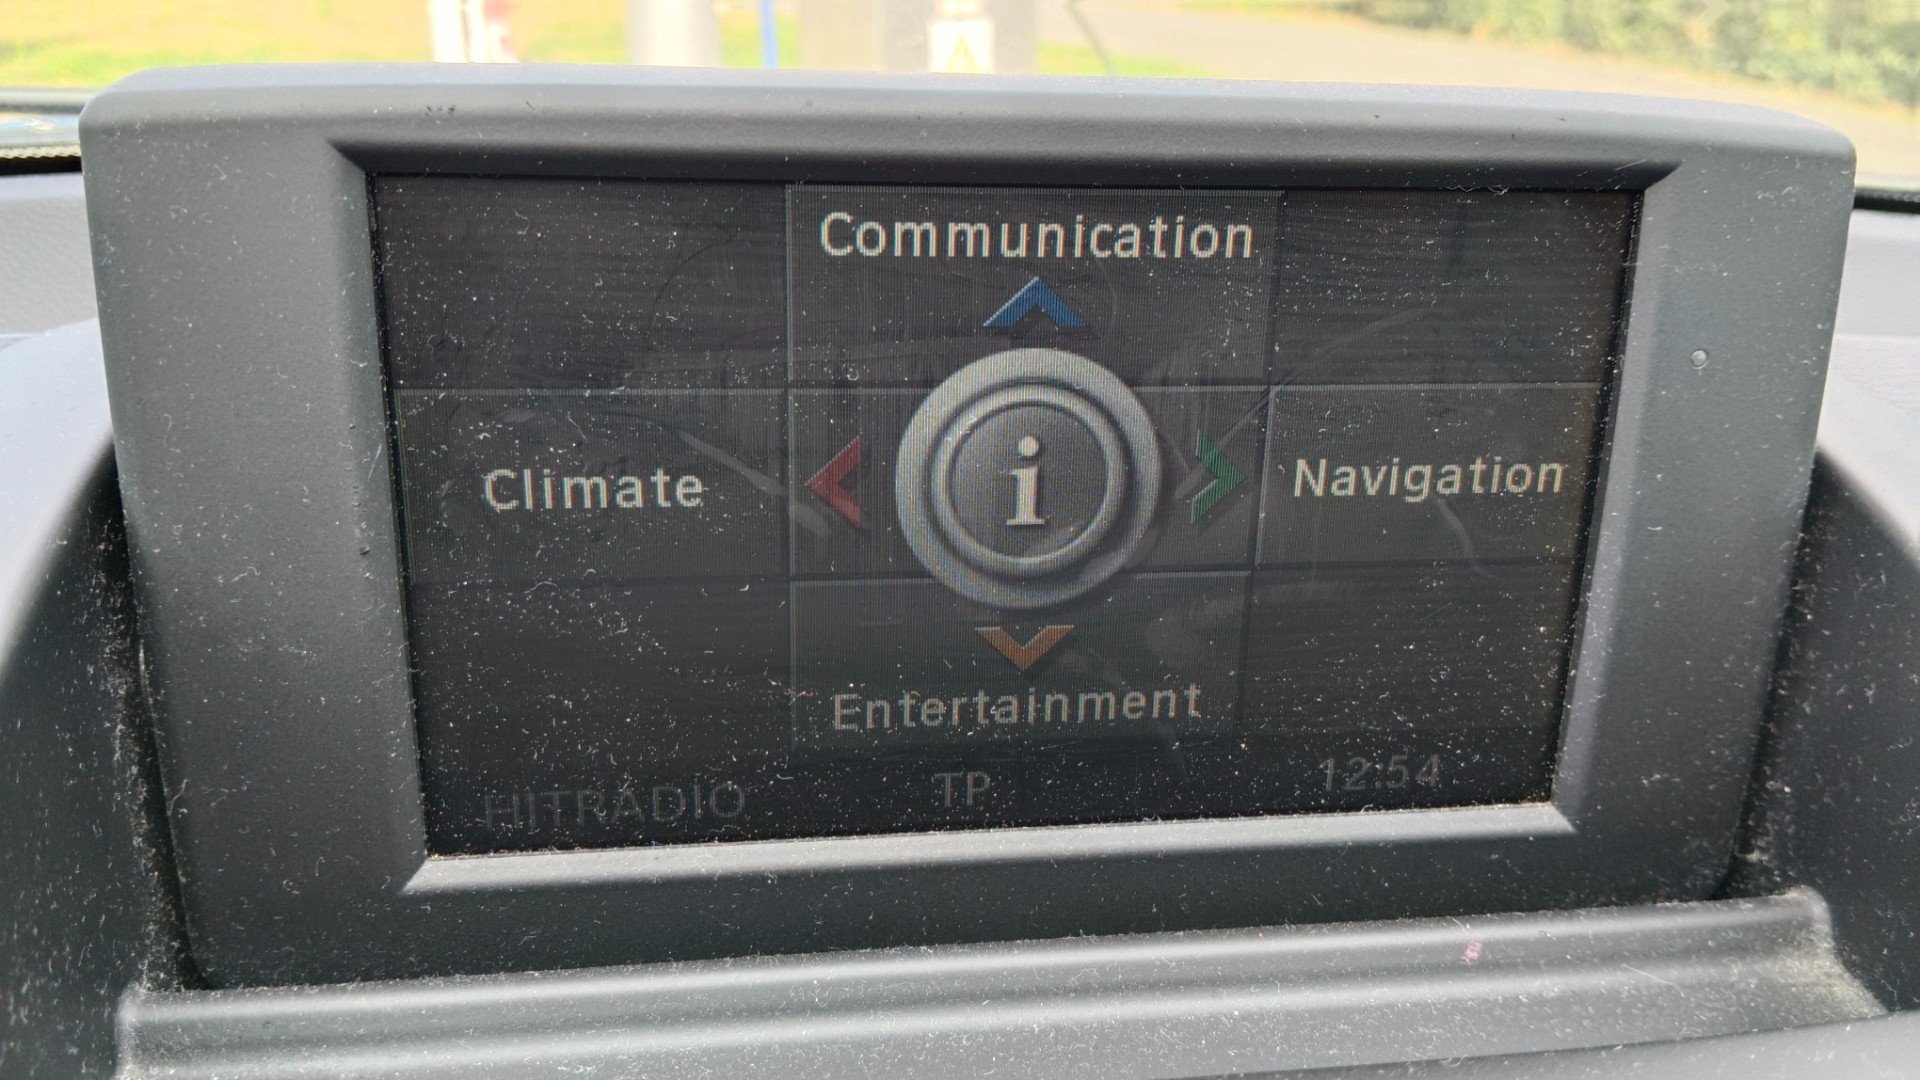 Communication
Climate
i
Navigation
Entertainment
HITRADIO
TP
12:54